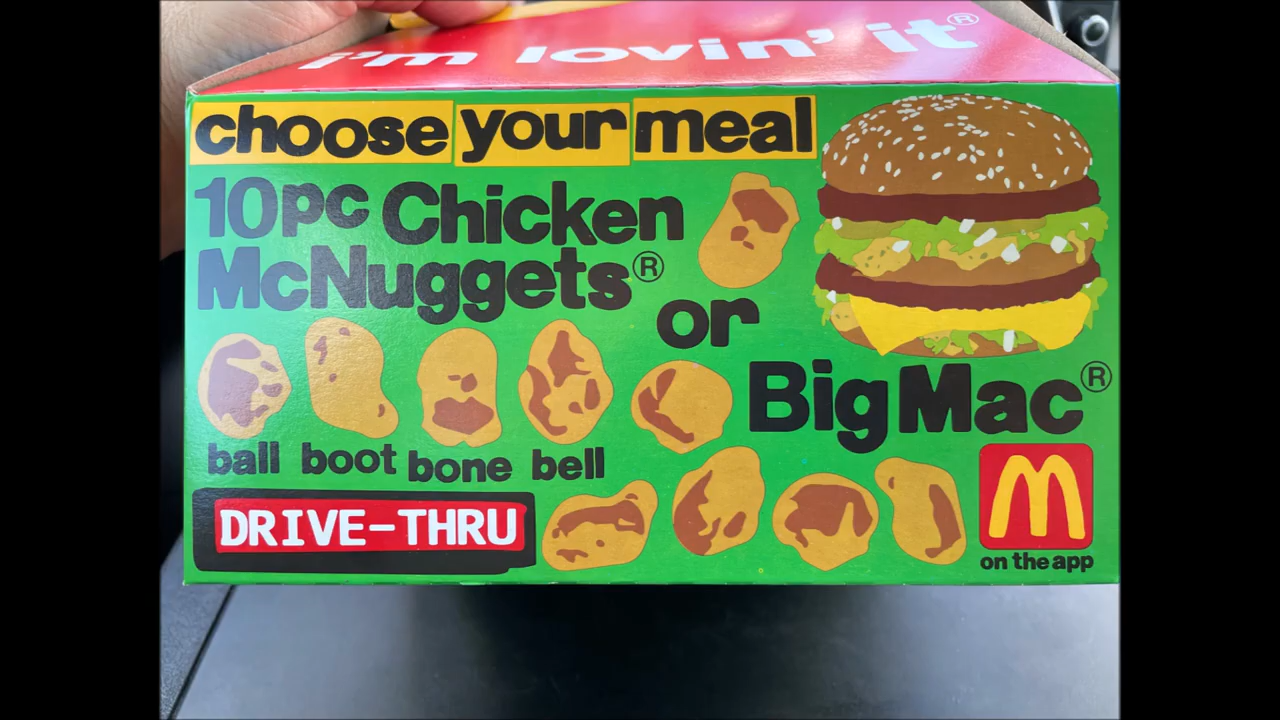 i'm lovin' it®
choose your meal
10pc Chicken
McNuggets®
or
BigMac®
ball boot bone bell
DRIVE-THRU
on the app